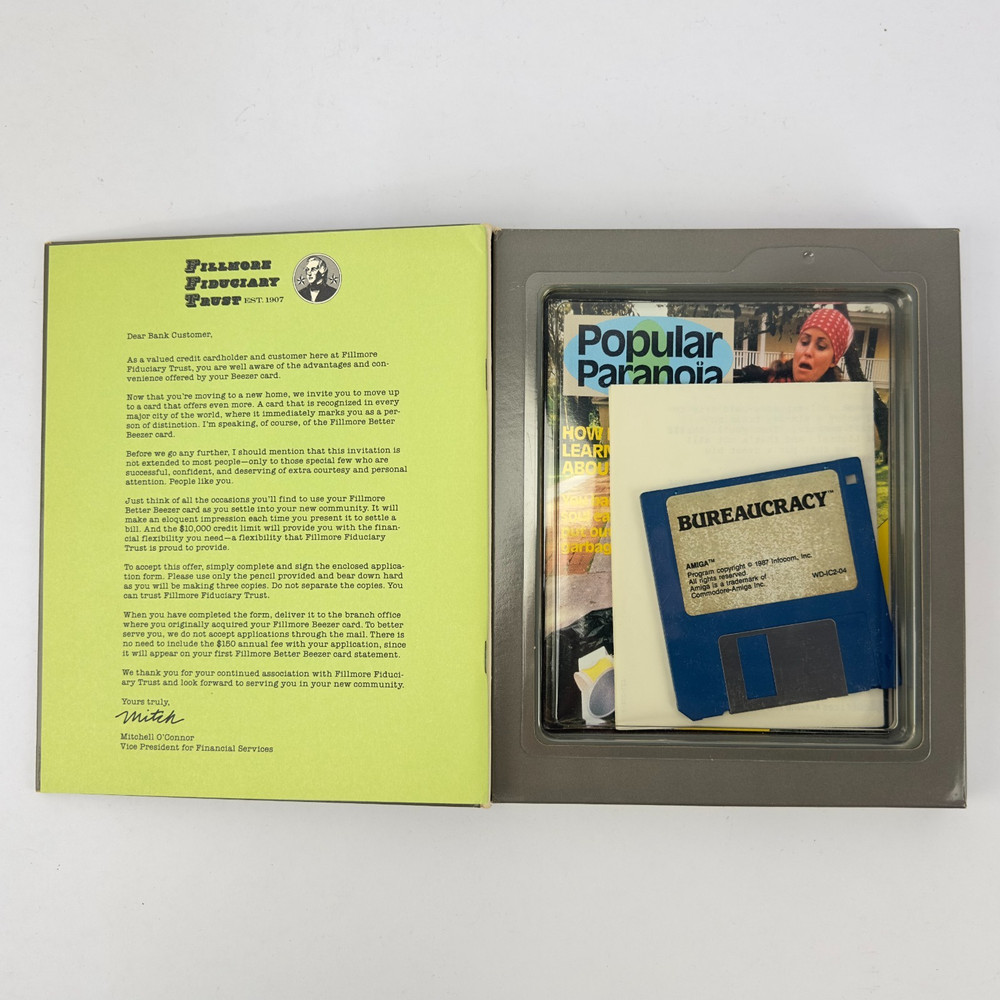 FILLMORE
FIDUCIARY
TRUST EST. 1907
Dear Bank Customer,
As a valued credit cardholder and customer here at Fillmore
Fiduciary Trust, you are well aware of the advantages and con-
venience offered by your Beezer card.
Now that you're moving to a new home, we invite you to move up
to a card that offers even more. A card that is recognized in every
major city of the world, where it immediately marks you as a per-
son of distinction. I'm speaking, of course, of the Fillmore Better
Beezer card.
Before we go any further, I should mention that this invitation is
not extended to most people—only to those special few who are
successful, confident, and deserving of extra courtesy and personal
attention. People like you.
Just think of all the occasions you'll find to use your Fillmore
Better Beezer card as you settle into your new community. It will
make an eloquent impression each time you present it to settle a
bill. And the $10,000 credit limit will provide you with the finan-
cial flexibility you need—a flexibility that Fillmore Fiduciary
Trust is proud to provide.
To accept this offer, simply complete and sign the enclosed applica-
tion form. Please use only the pencil provided and bear down hard
as you will be making three copies. Do not separate the copies. You
can trust Fillmore Fiduciary Trust.
When you have completed the form, deliver it to the branch office
where you originally acquired your Fillmore Beezer card. To better
serve you, we do not accept applications through the mail. There is
no need to include the $150 annual fee with your application, since
it will appear on your first Fillmore Better Beezer card statement.
We thank you for your continued association with Fillmore Fiduci-
ary Trust and look forward to serving you in your new community.
Yours truly,
Mitch
Mitchell O'Connor
Vice President for Financial Services
Popular
Paranoia
HOW
LEARN
ABOU
garbag
BUREAUCRACY™
AMIGA™
Program copyright © 1987 Infocom, Inc.
All rights reserved.
Amiga is a trademark of
Commodore-Amiga Inc.
WD-IC2-04